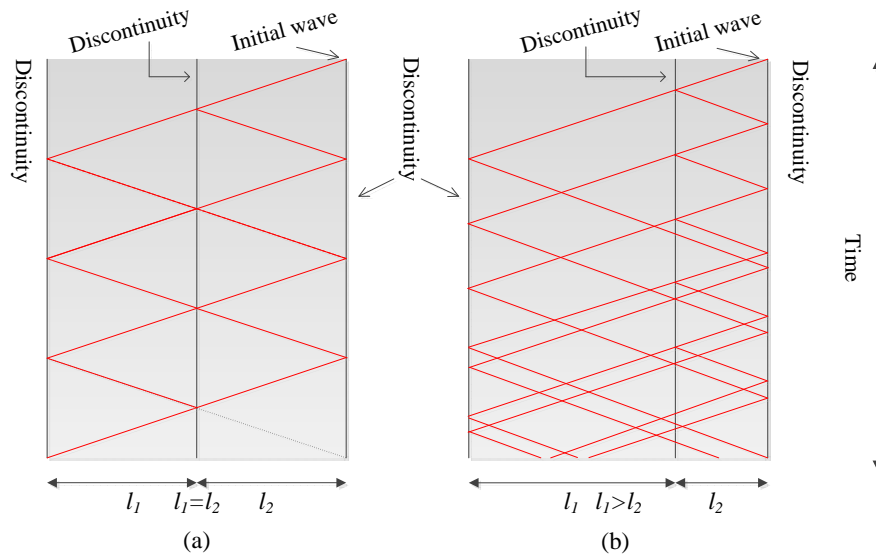 Discontinuity
Initial wave
Discontinuity
Discontinuity
l1 l1=l2 l2
(a)
Discontinuity
Initial wave
Discontinuity
Time
l1 l1>l2 l2
(b)